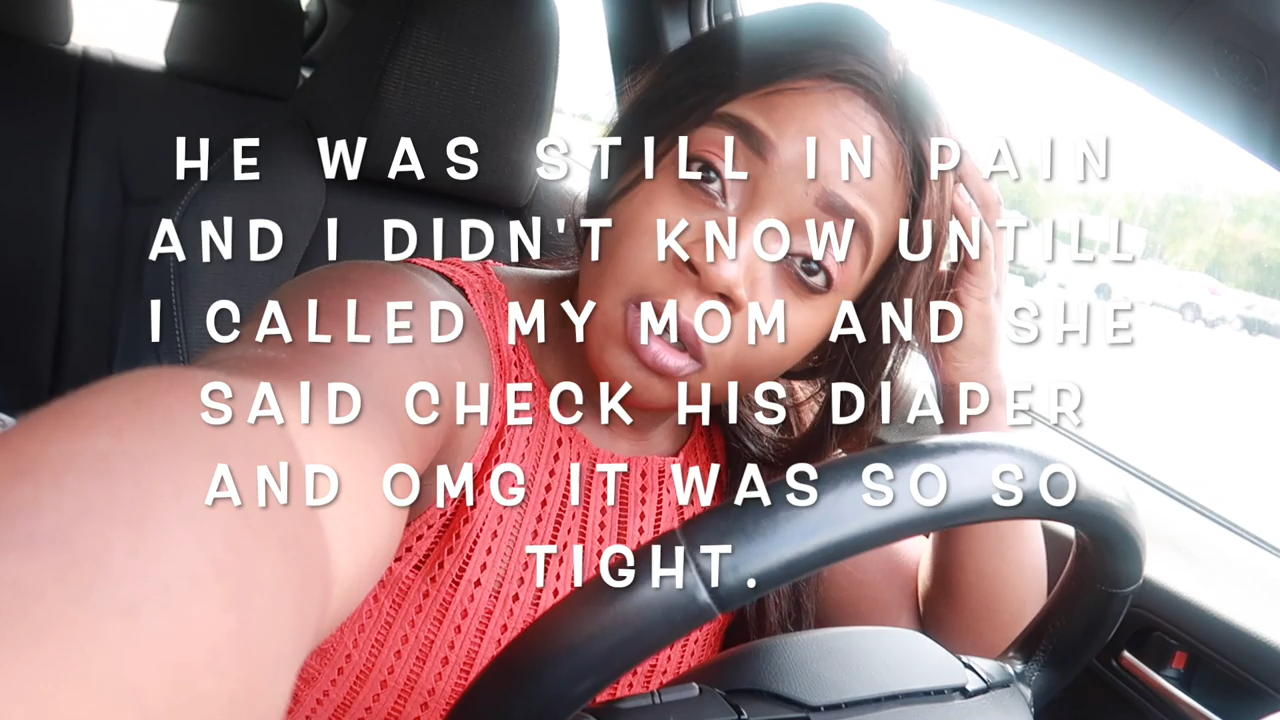 HE WAS STILL IN PAIN
AND I DIDN'T KNOW UNTILL
I CALLED MY MOM AND SHE
SAID CHECK HIS DIAPER
AND OMG IT WAS SO SO
TIGHT.